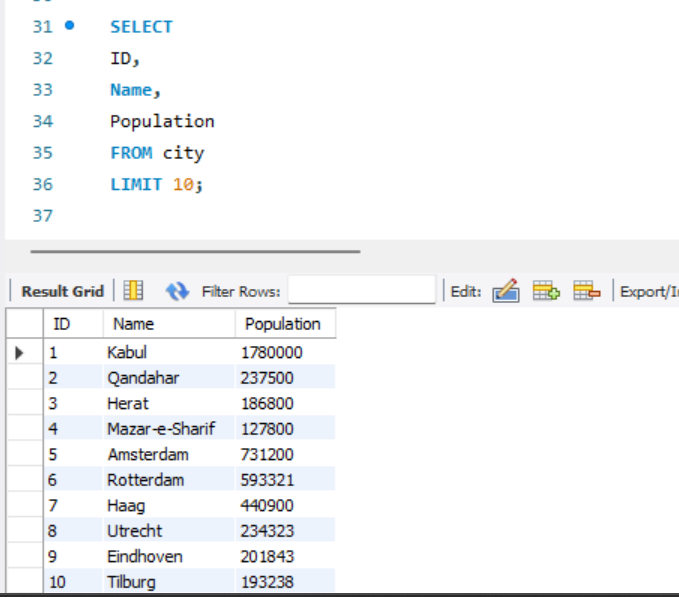 31 SELECT
32 ID,
33 Name,
34 Population
35 FROM city
36 LIMIT 10;
37
Result Grid Filter Rows: Edit: Export/I
ID Name Population
1 Kabul 1780000
2 Qandahar 237500
3 Herat 186800
4 Mazar-e-Sharif 127800
5 Amsterdam 731200
6 Rotterdam 593321
7 Haag 440900
8 Utrecht 234323
9 Eindhoven 201843
10 Tilburg 193238